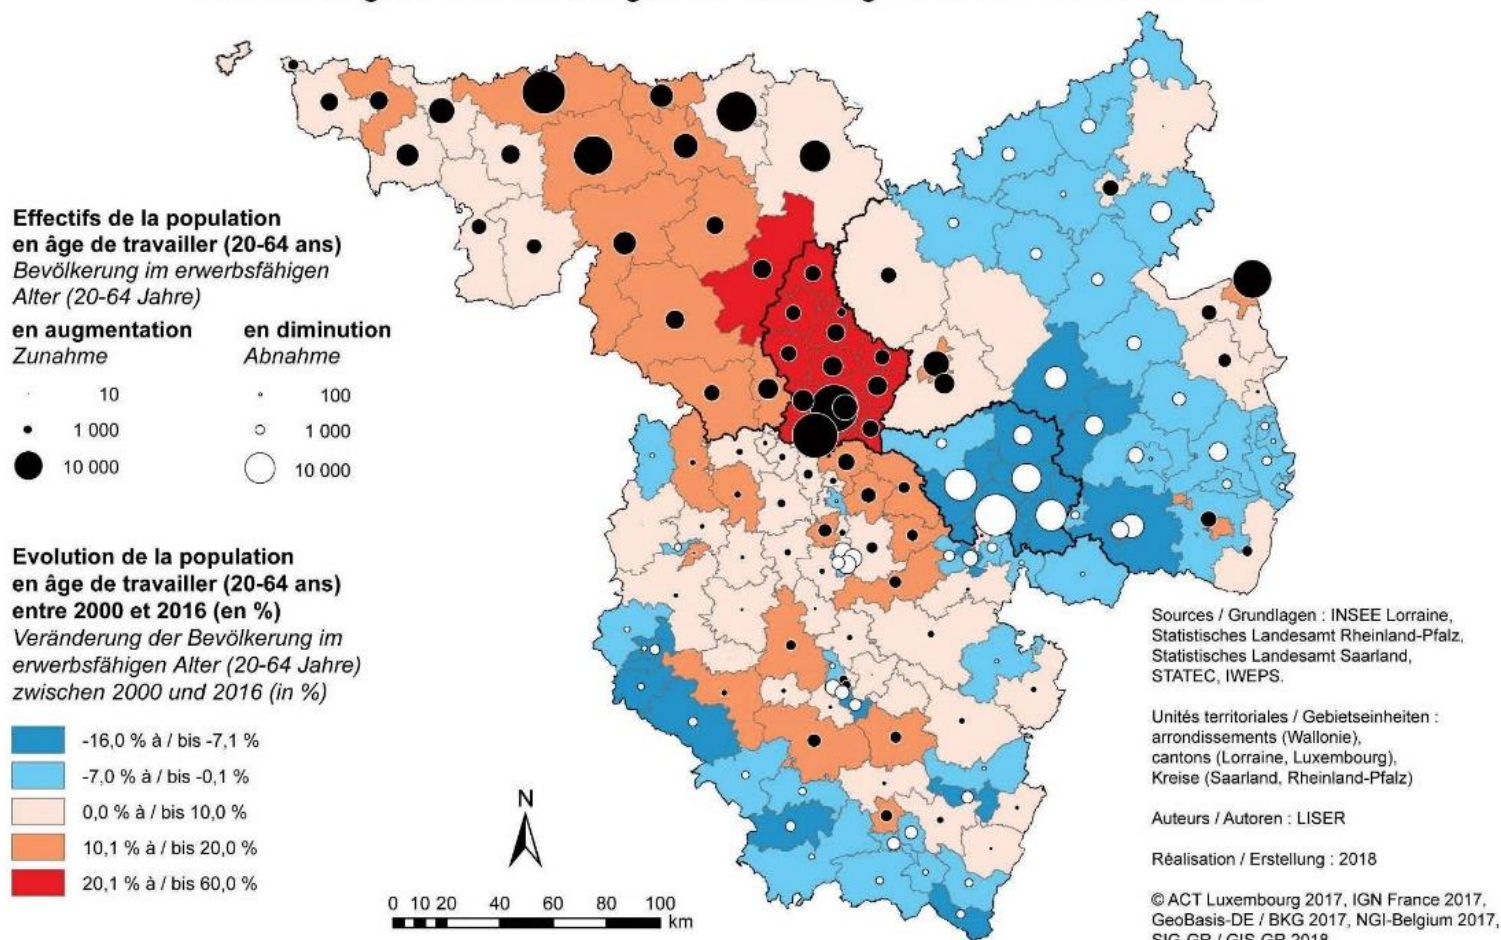 Effectifs de la population
en âge de travailler (20-64 ans)
Bevölkerung im erwerbsfähigen
Alter (20-64 Jahre)
en augmentation
Zunahme
en diminution
Abnahme
10
1 000
10 000
100
1 000
10 000
Evolution de la population
en âge de travailler (20-64 ans)
entre 2000 et 2016 (en %)
Veränderung der Bevölkerung im
erwerbsfähigen Alter (20-64 Jahre)
zwischen 2000 und 2016 (in %)
-16,0 % à / bis -7,1 %
-7,0 % à / bis -0,1 %
0,0 % à / bis 10,0 %
10,1 % à / bis 20,0 %
20,1 % à / bis 60,0 %
N
0 10 20 40 60 80 100
km
Sources / Grundlagen : INSEE Lorraine,
Statistisches Landesamt Rheinland-Pfalz,
Statistisches Landesamt Saarland,
STATEC, IWEPS.
Unités territoriales / Gebietseinheiten :
arrondissements (Wallonie),
cantons (Lorraine, Luxembourg),
Kreise (Saarland, Rheinland-Pfalz)
Auteurs / Autoren : LISER
Réalisation / Erstellung : 2018
© ACT Luxembourg 2017, IGN France 2017,
GeoBasis-DE / BKG 2017, NGI-Belgium 2017,
SIG-GR / GIS-GR 2018